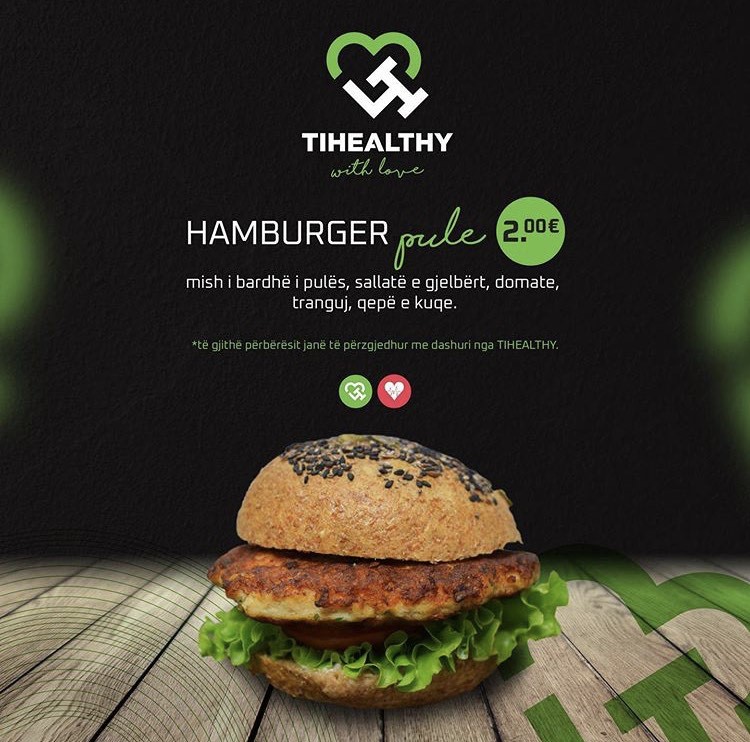 TIHEALTHY
with love
HAMBURGER pule 2.00€
mish i bardhë i pulës, sallatë e gjelbërt, domate,
tranguj, qepë e kuqe.
*të gjithë përbërësit janë të përzgjedhur me dashuri nga TIHEALTHY.